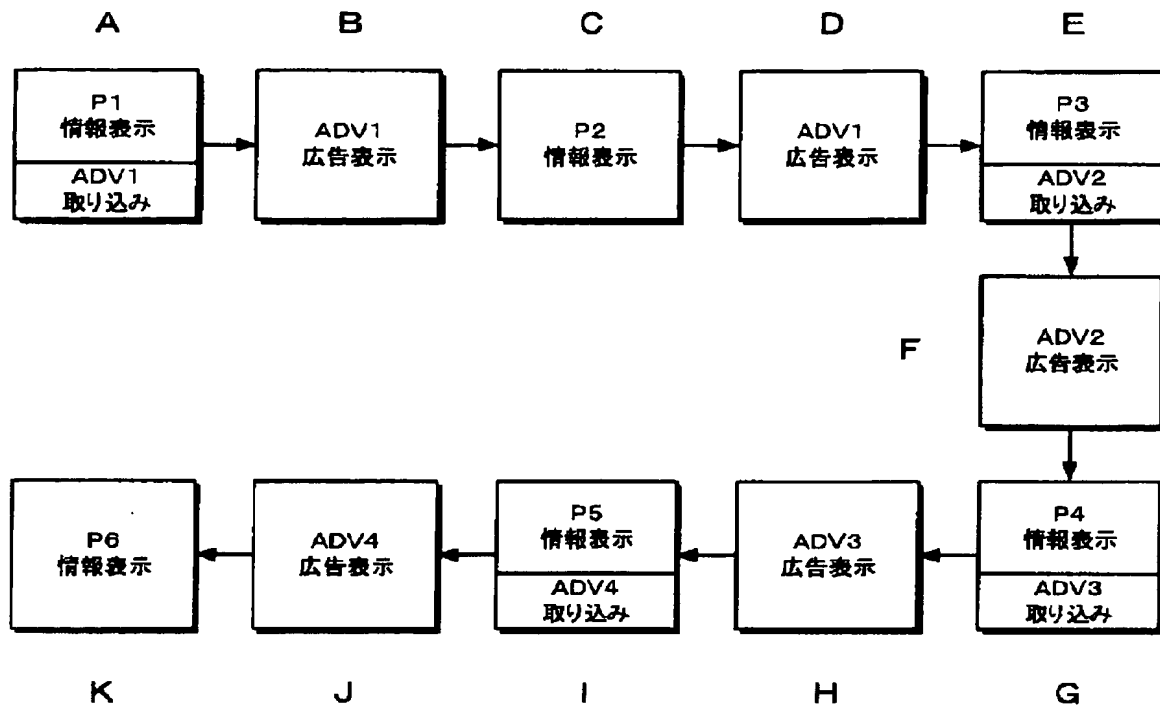 A
B
C
D
E
P1
情報表示
ADV1
取り込み
ADV1
広告表示
P2
情報表示
ADV1
広告表示
P3
情報表示
ADV2
取り込み
F
ADV2
広告表示
P6
情報表示
ADV4
広告表示
P5
情報表示
ADV4
取り込み
ADV3
広告表示
P4
情報表示
ADV3
取り込み
K
J
I
H
G